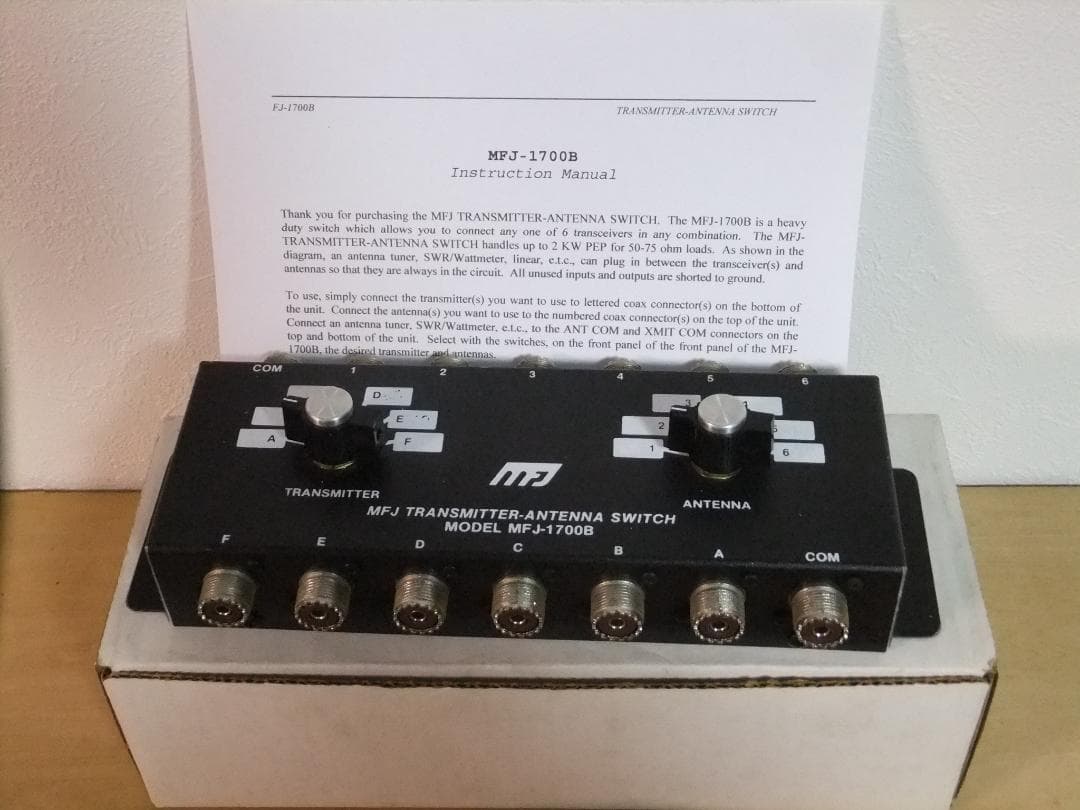 FJ-1700B TRANSMITTER-ANTENNA SWITCH
MFJ-1700B
Instruction Manual
Thank you for purchasing the MFJ TRANSMITTER-ANTENNA SWITCH. The MFJ-1700B is a heavy
duty switch which allows you to connect any one of 6 transceivers in any combination. The MFJ-
TRANSMITTER-ANTENNA SWITCH handles up to 2 KW PEP for 50-75 ohm loads. As shown in the
diagram, an antenna tuner, SWR/Wattmeter, linear, e.t.c., can plug in between the transceiver(s) and
antennas so that they are always in the circuit. All unused inputs and outputs are shorted to ground.
To use, simply connect the transmitter(s) you want to use to lettered coax connector(s) on the bottom of
the unit. Connect the antenna(s) you want to use to the numbered coax connector(s) on the top of the unit.
Connect an antenna tuner, SWR/Wattmeter, e.t.c., to the ANT COM and XMIT COM connectors on the
top and bottom of the unit. Select with the switches, on the front panel of the front panel of the MFJ-
1700B, the desired transmitter and antennas.
COM 1 2 3 4 5 6
D
E
A F
3 4
2 5
1 6
MFJ
TRANSMITTER
ANTENNA
MFJ TRANSMITTER-ANTENNA SWITCH
MODEL MFJ-1700B
F E D C B A COM